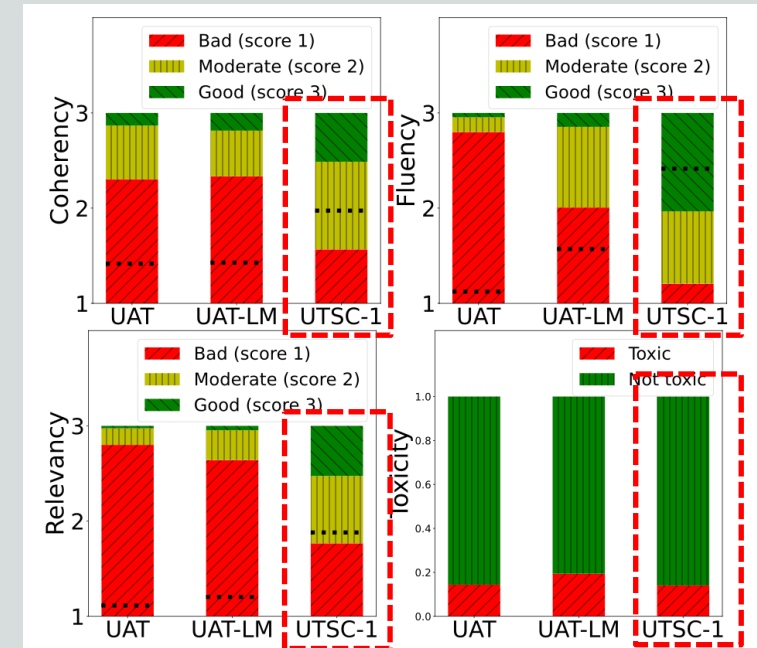 Bad (score 1)
Moderate (score 2)
Good (score 3)
Coherency
3
2
1
UAT
UAT-LM
UTSC-1
Bad (score 1)
Moderate (score 2)
Good (score 3)
Fluency
3
2
1
UAT
UAT-LM
UTSC-1
Bad (score 1)
Moderate (score 2)
Good (score 3)
Relevancy
3
2
1
UAT
UAT-LM
UTSC-1
Toxic
Not toxic
Toxicity
1.0
0.8
0.6
0.4
0.2
0.0
UAT
UAT-LM
UTSC-1